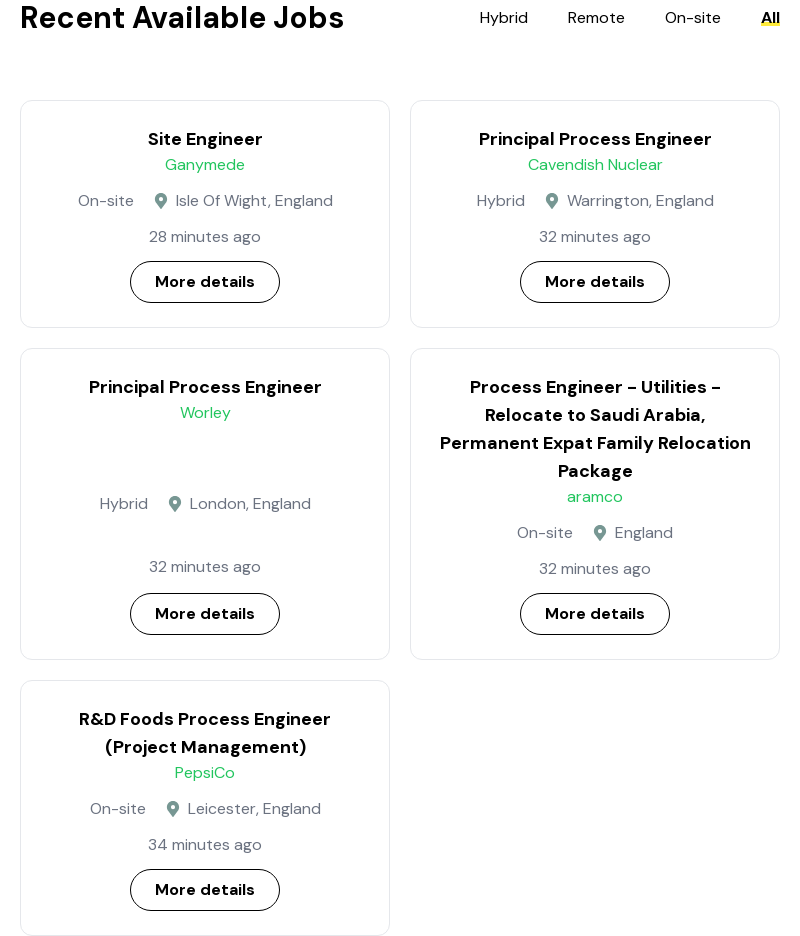 Recent Available Jobs
Hybrid Remote On-site All
Site Engineer
Ganymede
On-site Isle Of Wight, England
28 minutes ago
More details
Principal Process Engineer
Cavendish Nuclear
Hybrid Warrington, England
32 minutes ago
More details
Principal Process Engineer
Worley
Hybrid London, England
32 minutes ago
More details
Process Engineer – Utilities –
Relocate to Saudi Arabia,
Permanent Expat Family Relocation
Package
aramco
On-site England
32 minutes ago
More details
R&D Foods Process Engineer
(Project Management)
PepsiCo
On-site Leicester, England
34 minutes ago
More details